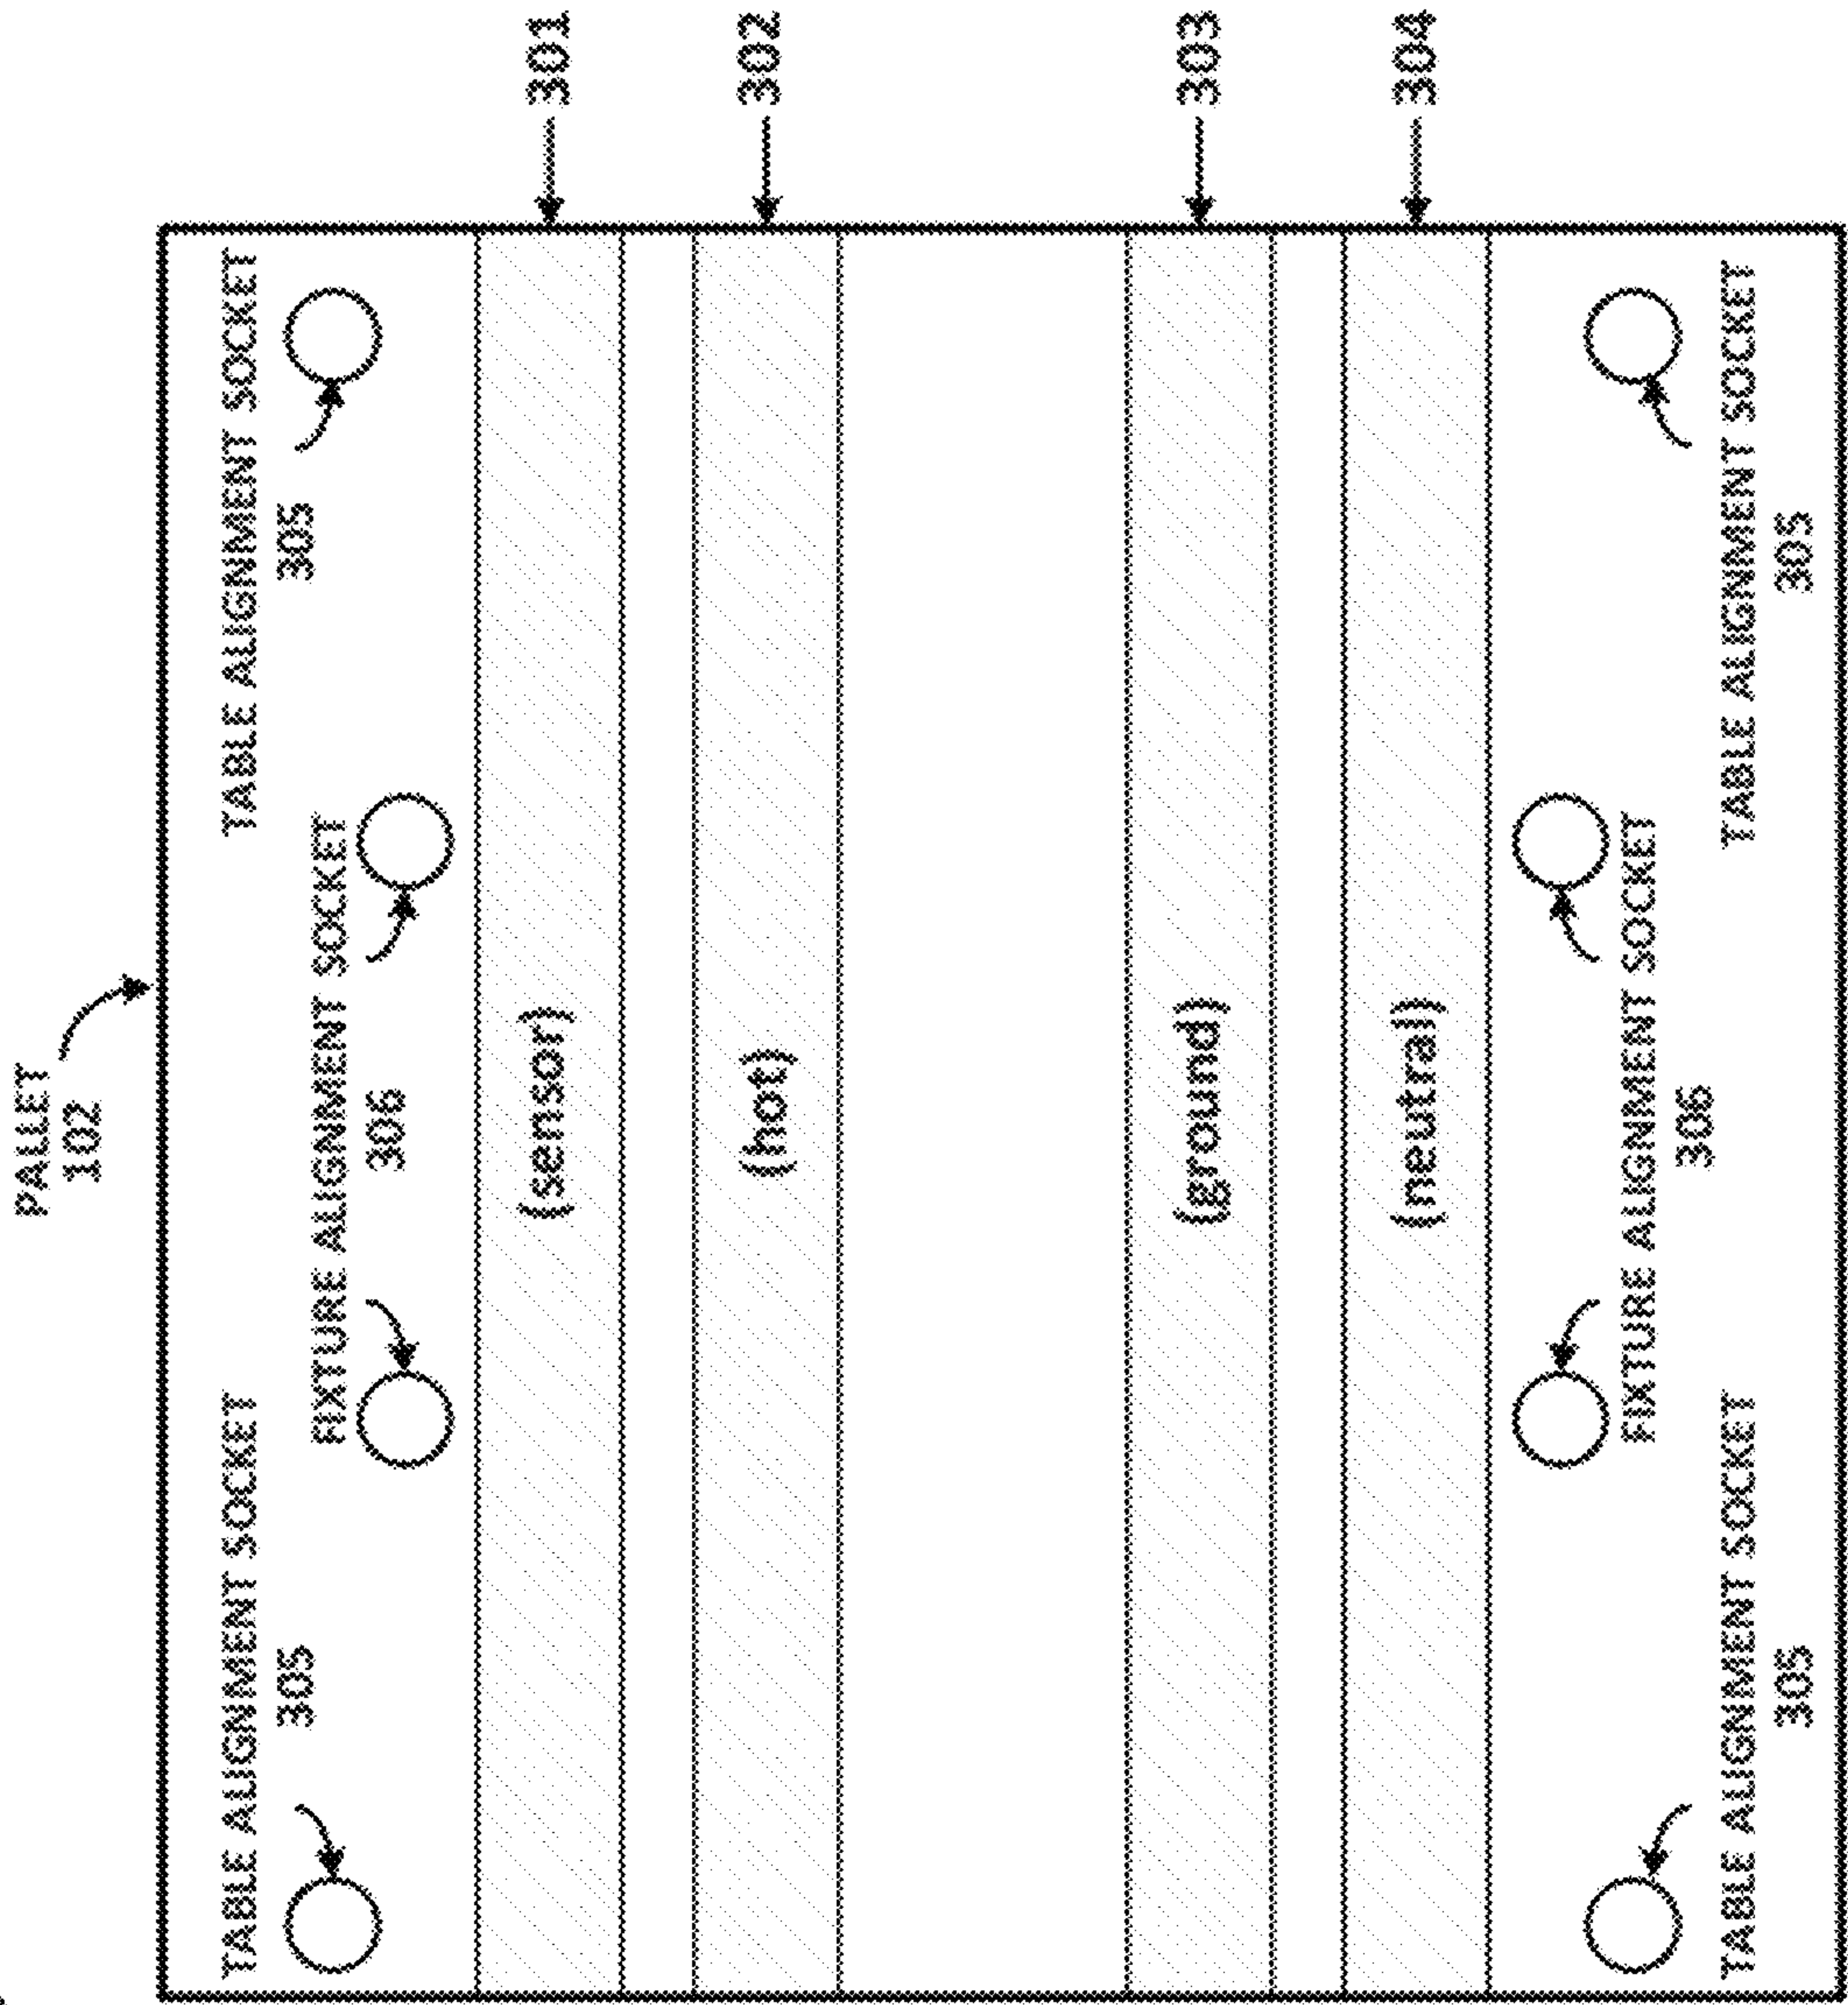 PALLET
102
TABLE ALIGNMENT SOCKET
305
TABLE ALIGNMENT SOCKET
305
FIXTURE ALIGNMENT SOCKET
306
(sensor)
301
(hot)
302
(ground)
303
(neutral)
304
FIXTURE ALIGNMENT SOCKET
306
TABLE ALIGNMENT SOCKET
305
TABLE ALIGNMENT SOCKET
305